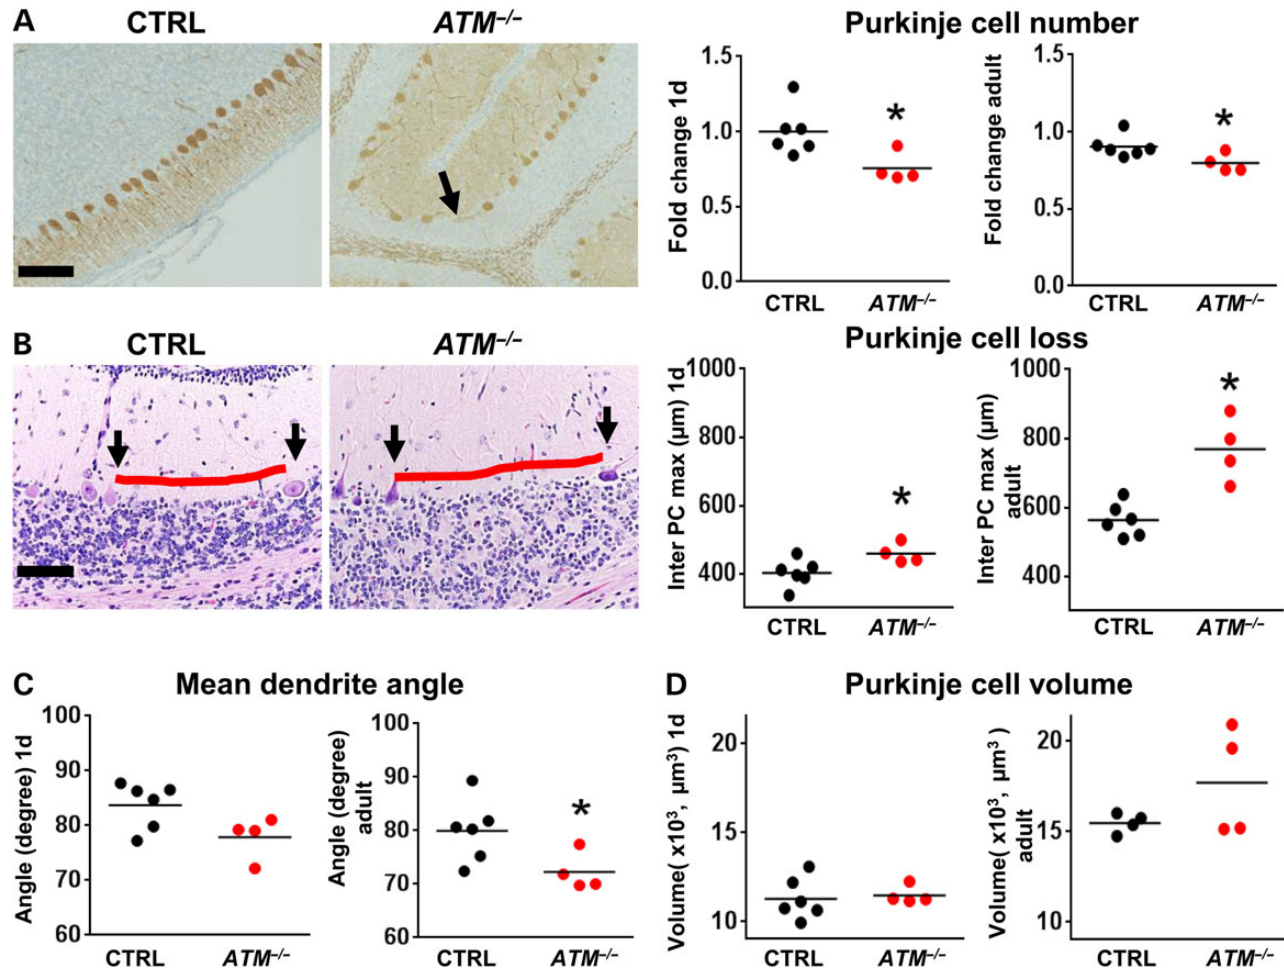 A CTRL ATM–/–
Purkinje cell number
Fold change 1d
1.5
1.0
0.5
0.0
*
CTRL ATM–/–
Fold change adult
1.5
1.0
0.5
0.0
*
CTRL ATM–/–
B CTRL ATM–/–
Purkinje cell loss
Inter PC max (μm) 1d
1000
800
600
400
*
CTRL ATM–/–
Inter PC max (μm)
adult
1000
800
600
400
*
CTRL ATM–/–
C Mean dendrite angle
Angle (degree) 1d
100
90
80
70
60
CTRL ATM–/–
Angle (degree)
adult
100
90
80
70
60
*
CTRL ATM–/–
D Purkinje cell volume
Volume( x10³, μm³) 1d
20
15
10
CTRL ATM–/–
Volume( x10³, μm³ )
adult
20
15
10
CTRL ATM–/–